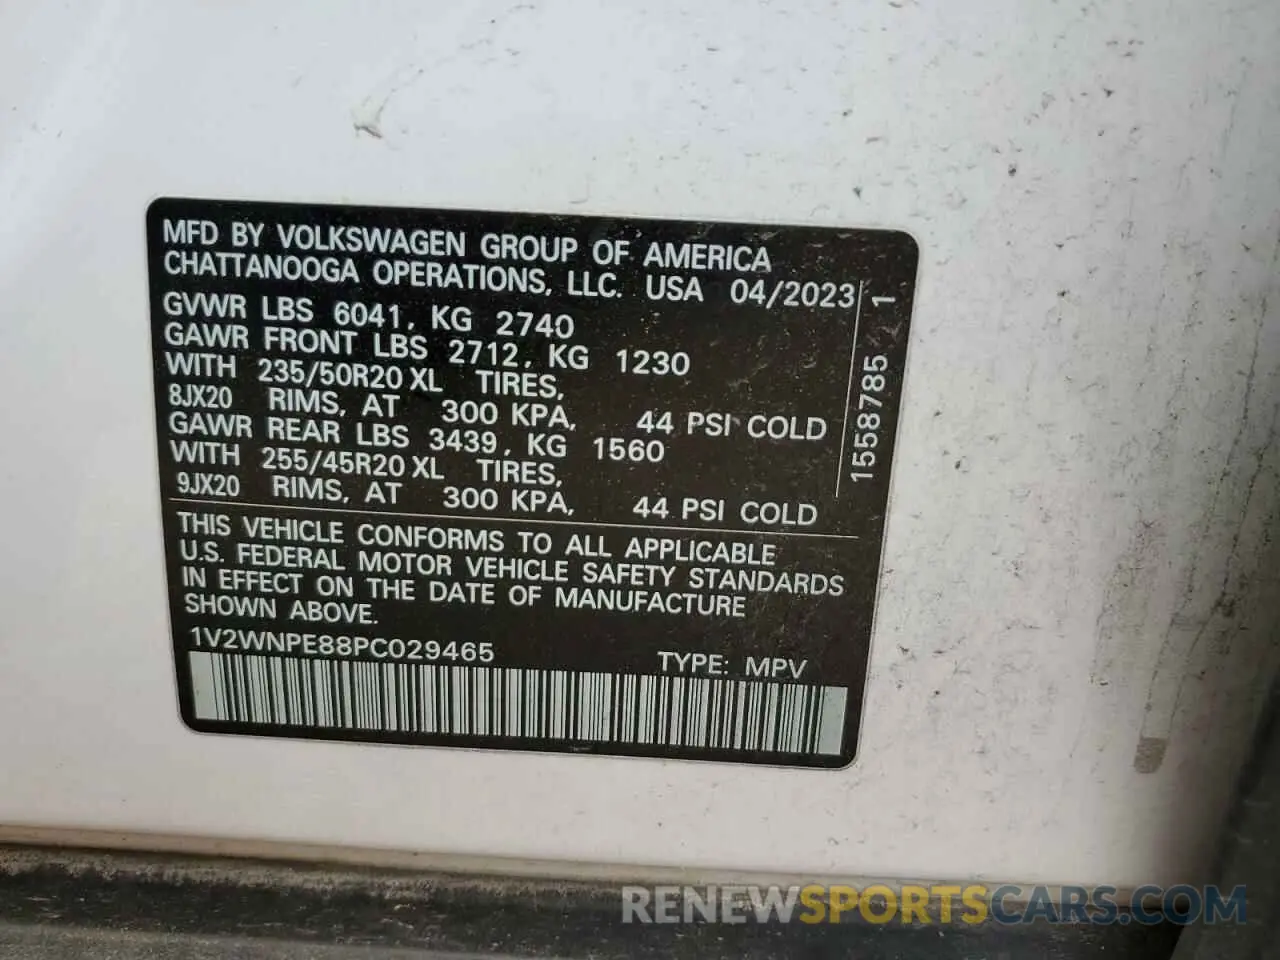 MFD BY VOLKSWAGEN GROUP OF AMERICA
CHATTANOOGA OPERATIONS, LLC. USA 04/2023
GVWR LBS 6041, KG 2740
GAWR FRONT LBS 2712, KG 1230
WITH 235/50R20 XL TIRES,
8JX20 RIMS, AT 300 KPA, 44 PSI COLD
GAWR REAR LBS 3439, KG 1560
WITH 255/45R20 XL TIRES,
9JX20 RIMS, AT 300 KPA, 44 PSI COLD
1558785 1
THIS VEHICLE CONFORMS TO ALL APPLICABLE
U.S. FEDERAL MOTOR VEHICLE SAFETY STANDARDS
IN EFFECT ON THE DATE OF MANUFACTURE
SHOWN ABOVE.
1V2WNPE88PC029465 TYPE: MPV
RENEWSPORTSCARS.COM